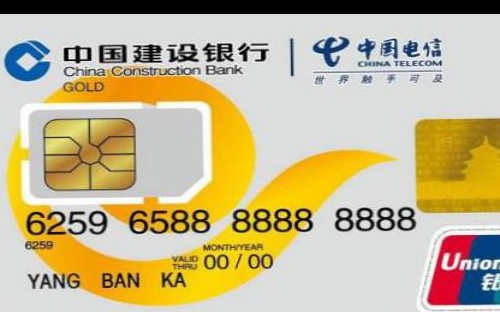 中国建设银行
China Construction Bank
GOLD
中国电信
CHINA TELECOM
世界触手可及
6259 6588 8888 8888
6259
MONTH/YEAR
VALID THRU 00 / 00
YANG BAN KA
Union
银